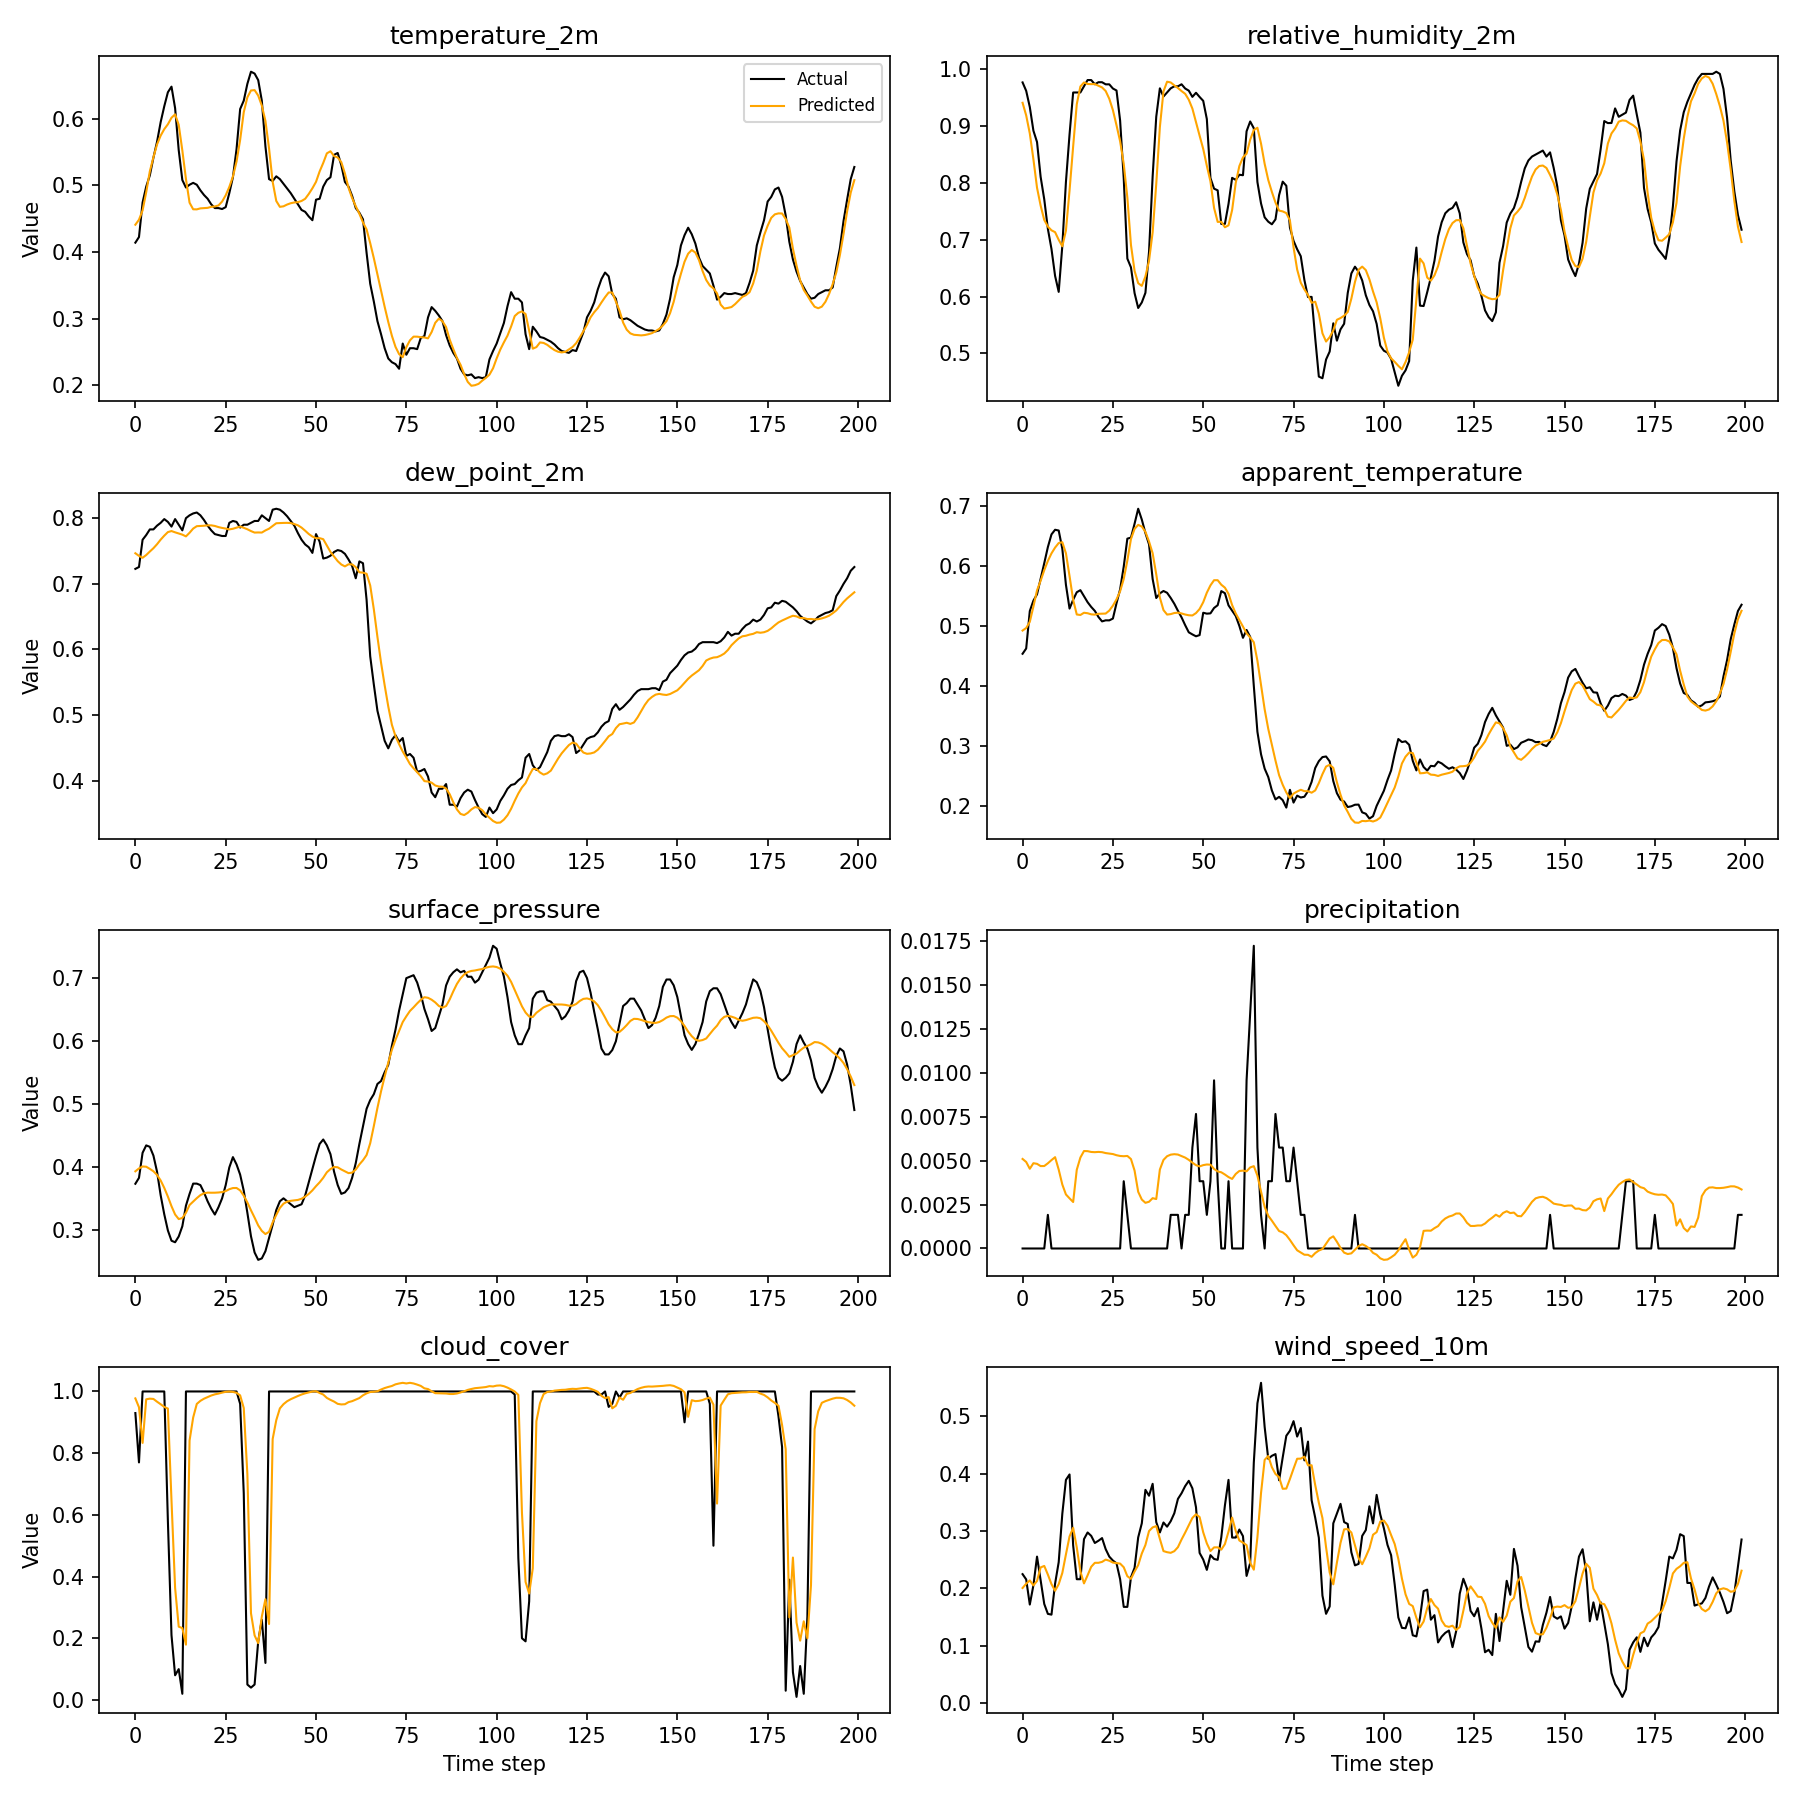 temperature_2m
relative_humidity_2m
Actual
Predicted
Value
0.6
0.5
0.4
0.3
0.2
0 25 50 75 100 125 150 175 200
1.0
0.9
0.8
0.7
0.6
0.5
0 25 50 75 100 125 150 175 200
dew_point_2m
apparent_temperature
Value
0.8
0.7
0.6
0.5
0.4
0 25 50 75 100 125 150 175 200
0.7
0.6
0.5
0.4
0.3
0.2
0 25 50 75 100 125 150 175 200
surface_pressure
precipitation
Value
0.7
0.6
0.5
0.4
0.3
0 25 50 75 100 125 150 175 200
0.0175
0.0150
0.0125
0.0100
0.0075
0.0050
0.0025
0.0000
0 25 50 75 100 125 150 175 200
cloud_cover
wind_speed_10m
Value
1.0
0.8
0.6
0.4
0.2
0.0
0 25 50 75 100 125 150 175 200
Time step
0.5
0.4
0.3
0.2
0.1
0.0
0 25 50 75 100 125 150 175 200
Time step